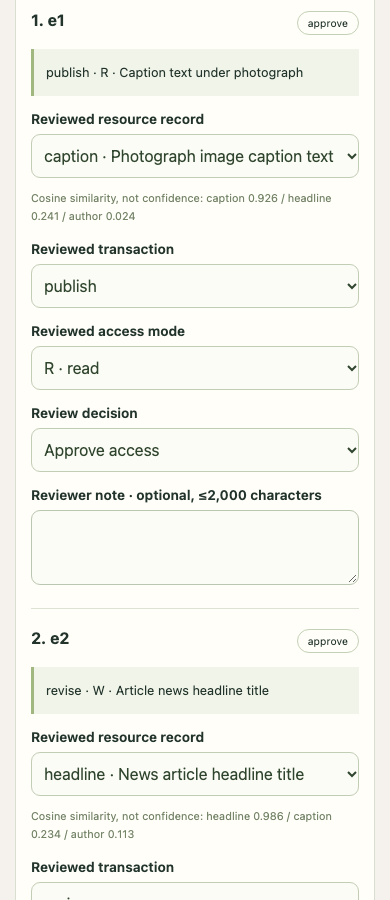 1. e1
approve
publish · R · Caption text under photograph
Reviewed resource record
caption · Photograph image caption text
Cosine similarity, not confidence: caption 0.926 / headline
0.241 / author 0.024
Reviewed transaction
publish
Reviewed access mode
R · read
Review decision
Approve access
Reviewer note · optional, ≤2,000 characters
2. e2
approve
revise · W · Article news headline title
Reviewed resource record
headline · News article headline title
Cosine similarity, not confidence: headline 0.986 / caption
0.234 / author 0.113
Reviewed transaction